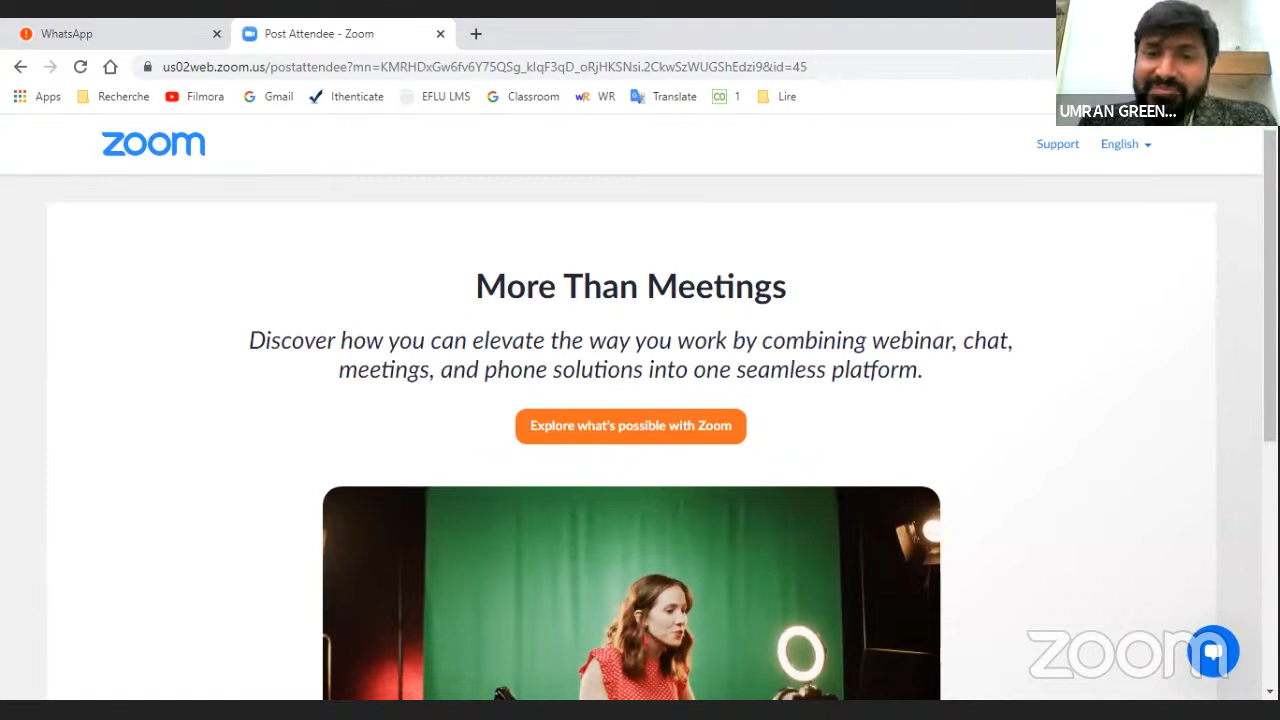 WhatsApp
Post Attendee - Zoom
us02web.zoom.us/postattendee?mn=KMRHDxGw6fv6Y75QSg_kIqF3qD_oRjHKSNsi.2CkwSzWUGShEdzi9&id=45
Apps Recherche Filmora Gmail Ithenticate EFLU LMS Classroom WR WR Translate CO 1 Lire
UMRAN GREEN...
zoom
Support English
More Than Meetings
Discover how you can elevate the way you work by combining webinar, chat,
meetings, and phone solutions into one seamless platform.
Explore what's possible with Zoom
zoom